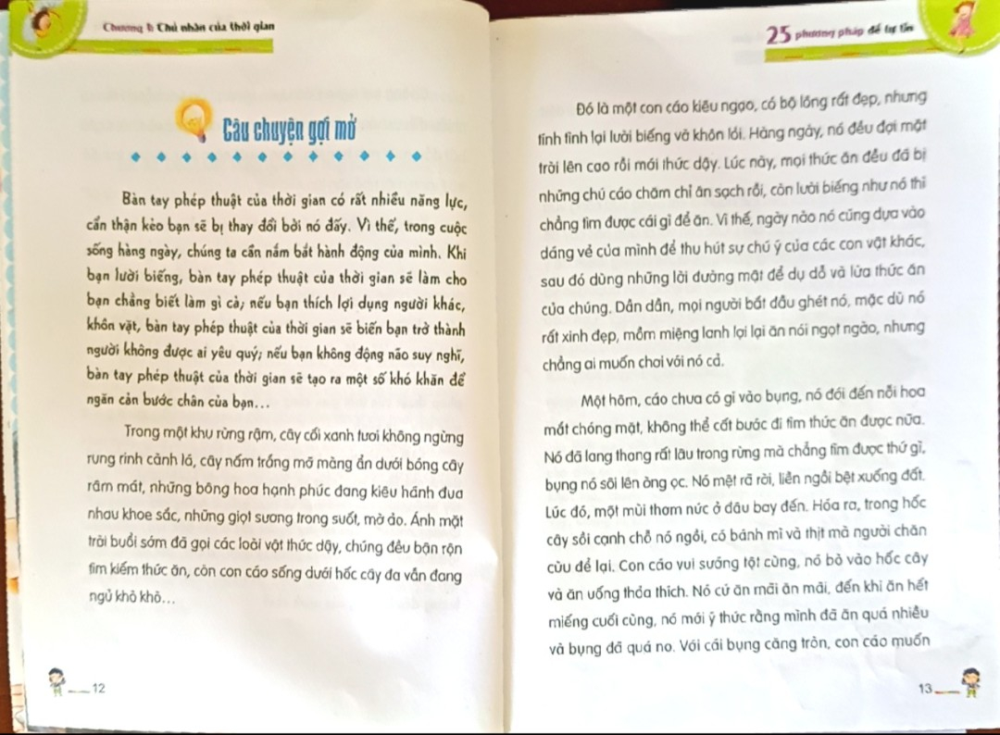 Chương 1: Chủ nhân của thời gian
Câu chuyện gợi mở
Bàn tay phép thuật của thời gian có rất nhiều năng lực,
cẩn thận kẻo bạn sẽ bị thay đổi bởi nó đấy. Vì thế, trong cuộc
sống hàng ngày, chúng ta cần nắm bắt hành động của mình. Khi
bạn lười biếng, bàn tay phép thuật của thời gian sẽ làm cho
bạn chẳng biết làm gì cả; nếu bạn thích lợi dụng người khác,
khôn vặt, bàn tay phép thuật của thời gian sẽ biến bạn trở thành
người không được ai yêu quý; nếu bạn không động não suy nghĩ,
bàn tay phép thuật của thời gian sẽ tạo ra một số khó khăn để
ngăn cản bước chân của bạn...
Trong một khu rừng rậm, cây cối xanh tươi không ngừng
rung rinh cành lá, cây nấm trắng mơ màng ẩn dưới bóng cây
râm mát, những bông hoa hạnh phúc đang kiêu hãnh đua
nhau khoe sắc, những giọt sương trong suốt, mờ ảo. Ánh mặt
trời buổi sớm đã gọi các loài vật thức dậy, chúng đều bận rộn
tìm kiếm thức ăn, còn con cáo sống dưới hốc cây đa vẫn đang
ngủ khò khò...
12
25 phương pháp để tự tin
Đó là một con cáo kiêu ngạo, có bộ lông rất đẹp, nhưng
tính tình lại lười biếng và khôn lỏi. Hàng ngày, nó đều đợi mặt
trời lên cao rồi mới thức dậy. Lúc này, mọi thức ăn đều đã bị
những chú cáo chăm chỉ ăn sạch rồi, còn lười biếng như nó thì
chẳng tìm được cái gì để ăn. Vì thế, ngày nào nó cũng dựa vào
dáng vẻ của mình để thu hút sự chú ý của các con vật khác,
sau đó dùng những lời đường mật để dụ dỗ và lừa thức ăn
của chúng. Dần dần, mọi người bắt đầu ghét nó, mặc dù nó
rất xinh đẹp, mồm miệng lanh lợi lại ăn nói ngọt ngào, nhưng
chẳng ai muốn chơi với nó cả.
Một hôm, cáo chưa có gì vào bụng, nó đói đến nỗi hoa
mắt chóng mặt, không thể cất bước đi tìm thức ăn được nữa.
Nó đã lang thang rất lâu trong rừng mà chẳng tìm được thứ gì,
bụng nó sôi lên òng ọc. Nó mệt rã rời, liền ngồi bệt xuống đất.
Lúc đó, một mùi thơm nức ở đâu bay đến. Hóa ra, trong hốc
cây sồi cạnh chỗ nó ngồi, có bánh mì và thịt mà người chăn
cừu để lại. Con cáo vui sướng tột cùng, nó bò vào hốc cây
và ăn uống thỏa thích. Nó cứ ăn mãi ăn mãi, đến khi ăn hết
miếng cuối cùng, nó mới ý thức rằng mình đã ăn quá nhiều
và bụng đã quá no. Với cái bụng căng tròn, con cáo muốn
13